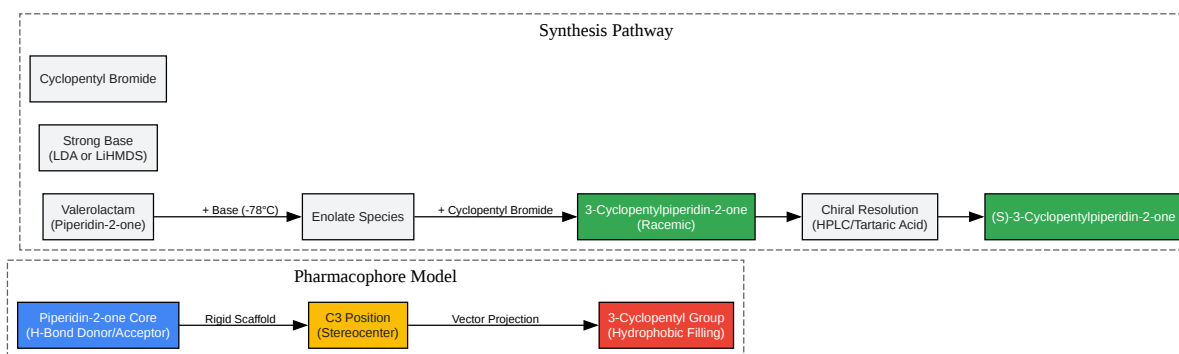 Synthesis Pathway
Cyclopentyl Bromide
Strong Base
(LDA or LiHMDS)
Valerolactam
(Piperidin-2-one)
+ Base (-78°C)
Enolate Species
+ Cyclopentyl Bromide
3-Cyclopentylpiperidin-2-one
(Racemic)
Chiral Resolution
(HPLC/Tartaric Acid)
(S)-3-Cyclopentylpiperidin-2-one
Pharmacophore Model
Piperidin-2-one Core
(H-Bond Donor/Acceptor)
Rigid Scaffold
C3 Position
(Stereocenter)
Vector Projection
3-Cyclopentyl Group
(Hydrophobic Filling)